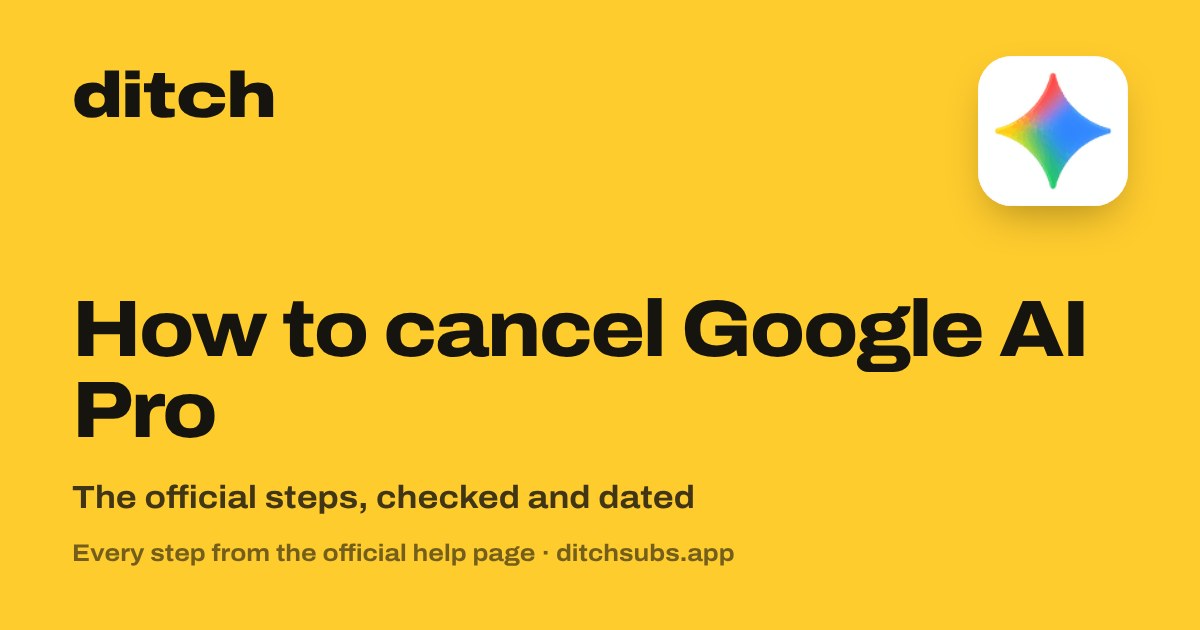 ditch
How to cancel Google AI
Pro
The official steps, checked and dated
Every step from the official help page · ditchsubs.app